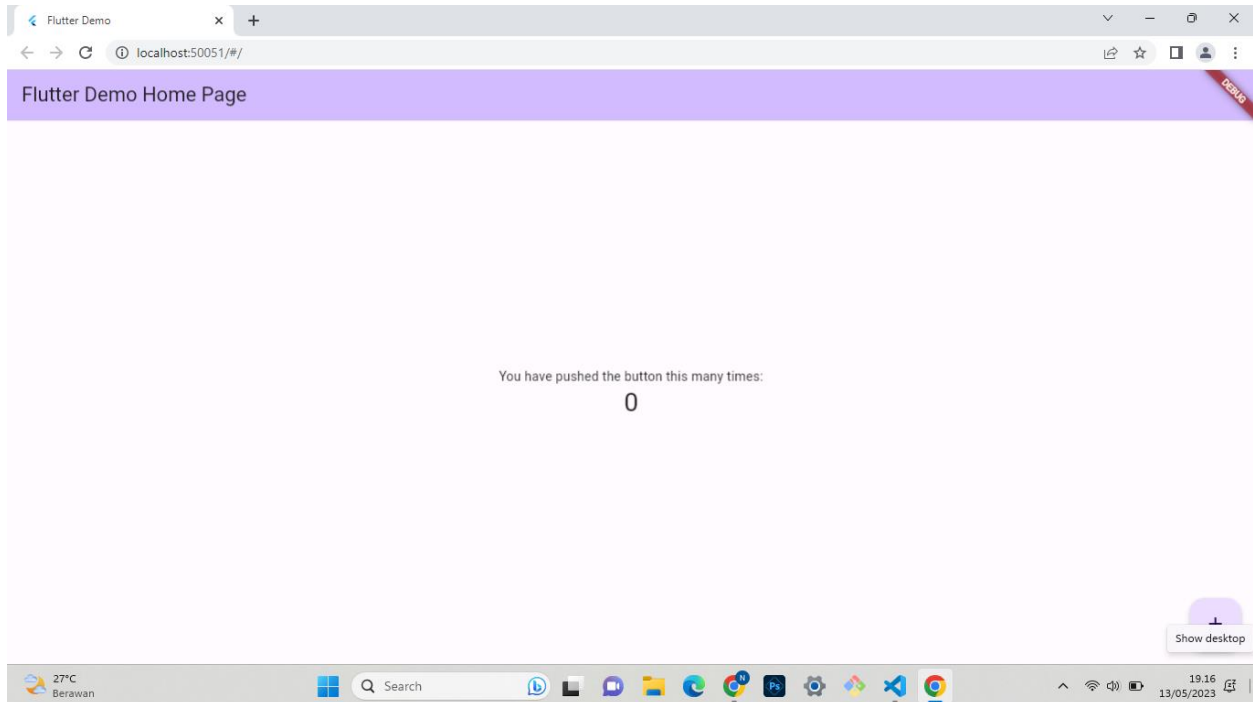 Flutter Demo
localhost:50051/#/
Flutter Demo Home Page
DEBUG
You have pushed the button this many times:
0
Show desktop
27°C
Berawan
Search
b
N
Ps
19.16
13/05/2023